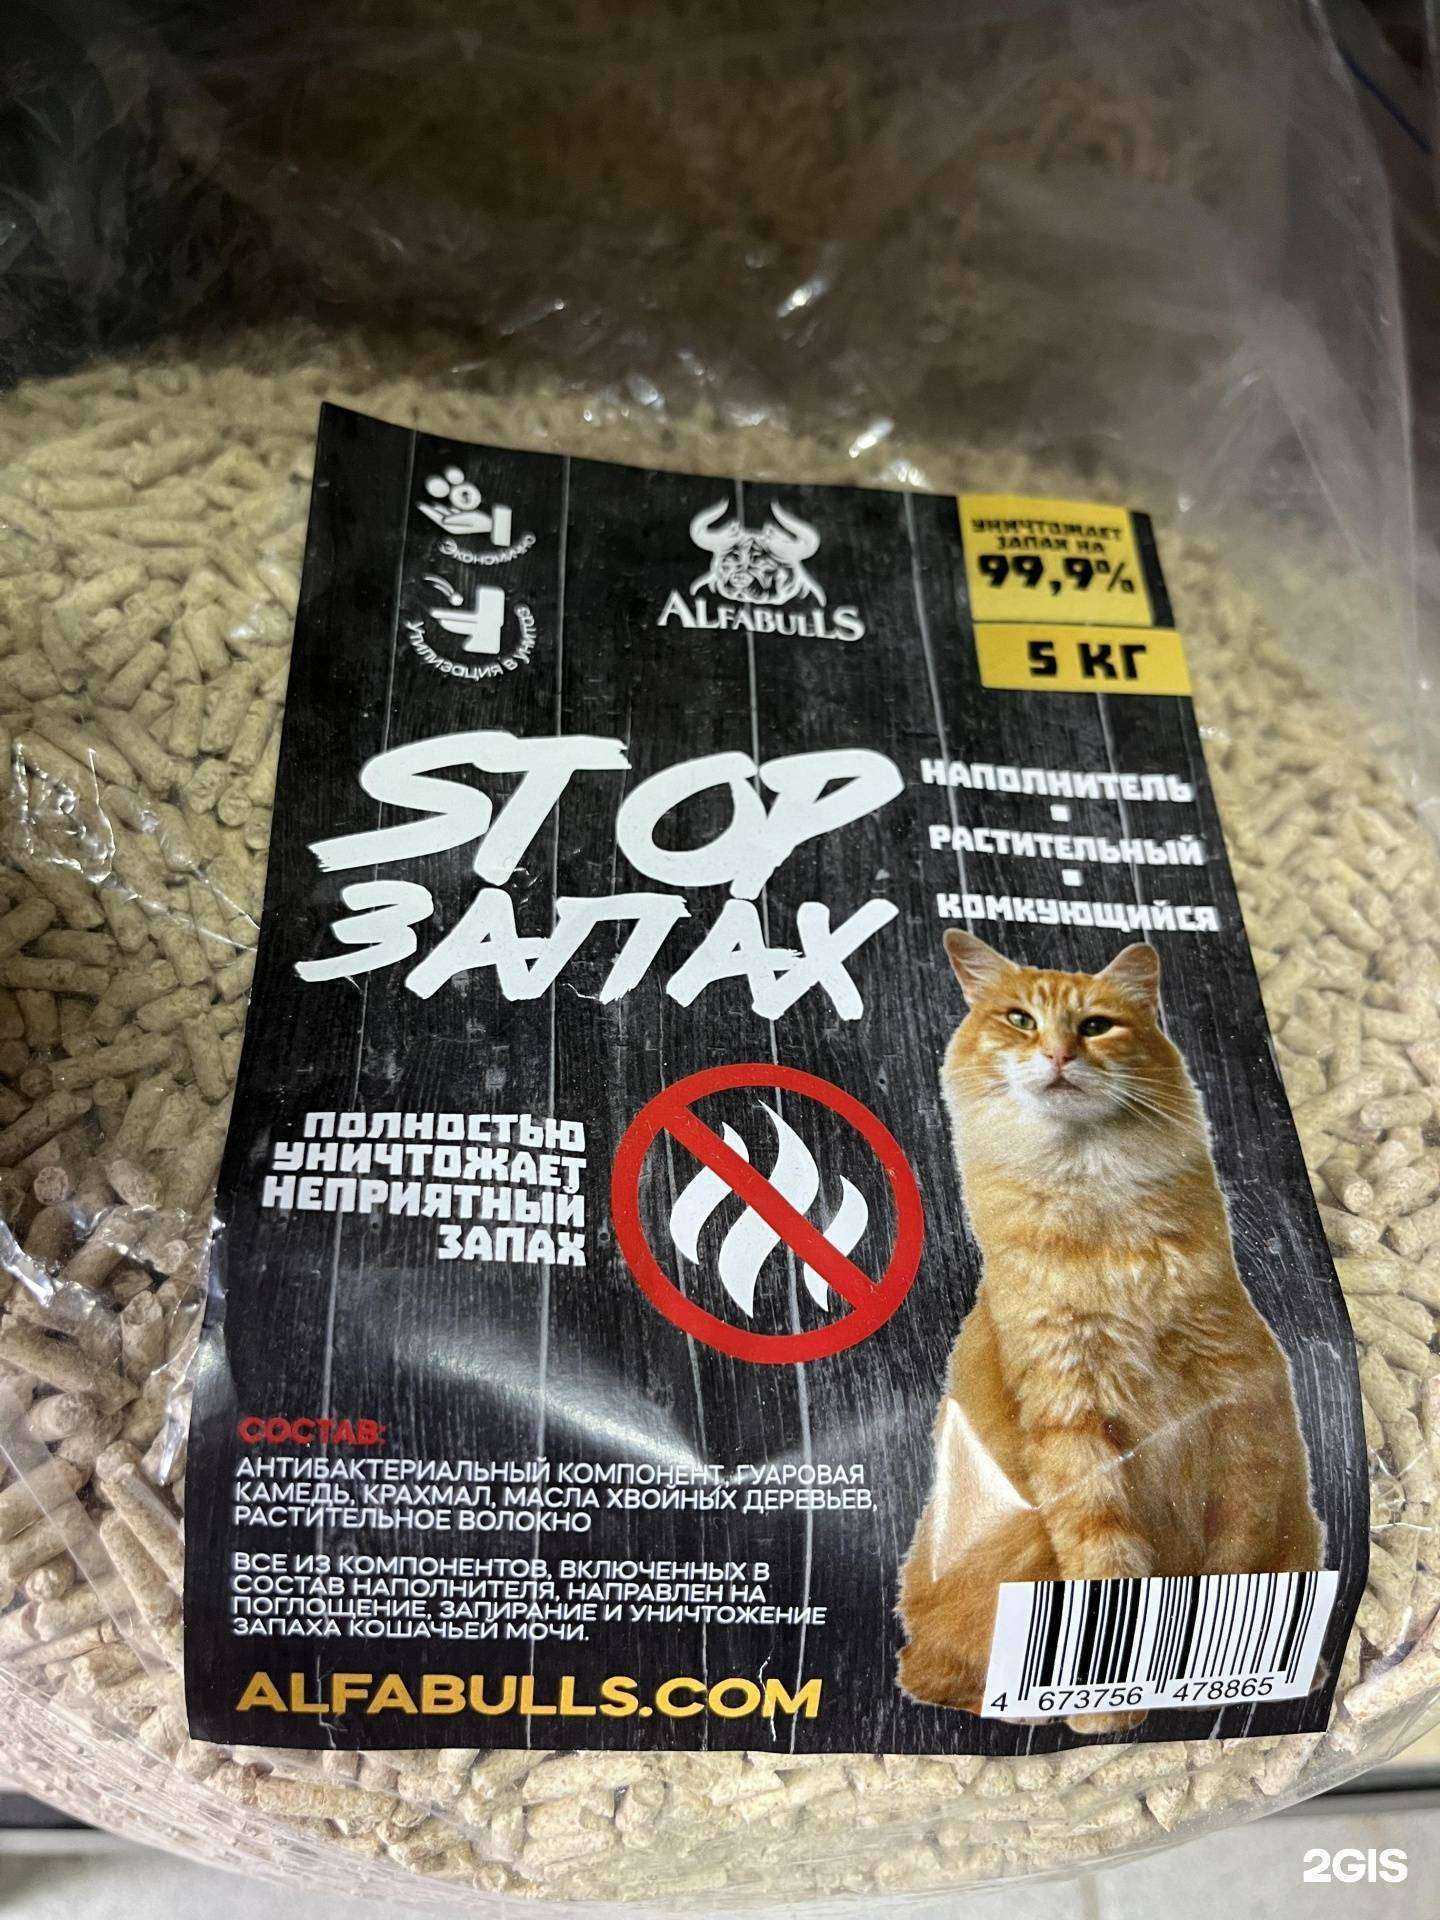 Экономично
Утилизация в унитаз
ALFABULLS
УНИЧТОЖАЕТ
ЗАПАХ НА
99,9%
5 КГ
STOP
ЗАПАХ
НАПОЛНИТЕЛЬ
РАСТИТЕЛЬНЫЙ
КОМКУЮЩИЙСЯ
ПОЛНОСТЬЮ
УНИЧТОЖАЕТ
НЕПРИЯТНЫЙ
ЗАПАХ
СОСТАВ:
АНТИБАКТЕРИАЛЬНЫЙ КОМПОНЕНТ, ГУАРОВАЯ
КАМЕДЬ, КРАХМАЛ, МАСЛА ХВОЙНЫХ ДЕРЕВЬЕВ,
РАСТИТЕЛЬНОЕ ВОЛОКНО
ВСЕ ИЗ КОМПОНЕНТОВ, ВКЛЮЧЕННЫХ В
СОСТАВ НАПОЛНИТЕЛЯ, НАПРАВЛЕН НА
ПОГЛОЩЕНИЕ, ЗАПИРАНИЕ И УНИЧТОЖЕНИЕ
ЗАПАХА КОШАЧЬЕЙ МОЧИ.
ALFABULLS.COM
4 673756 478865
2GIS